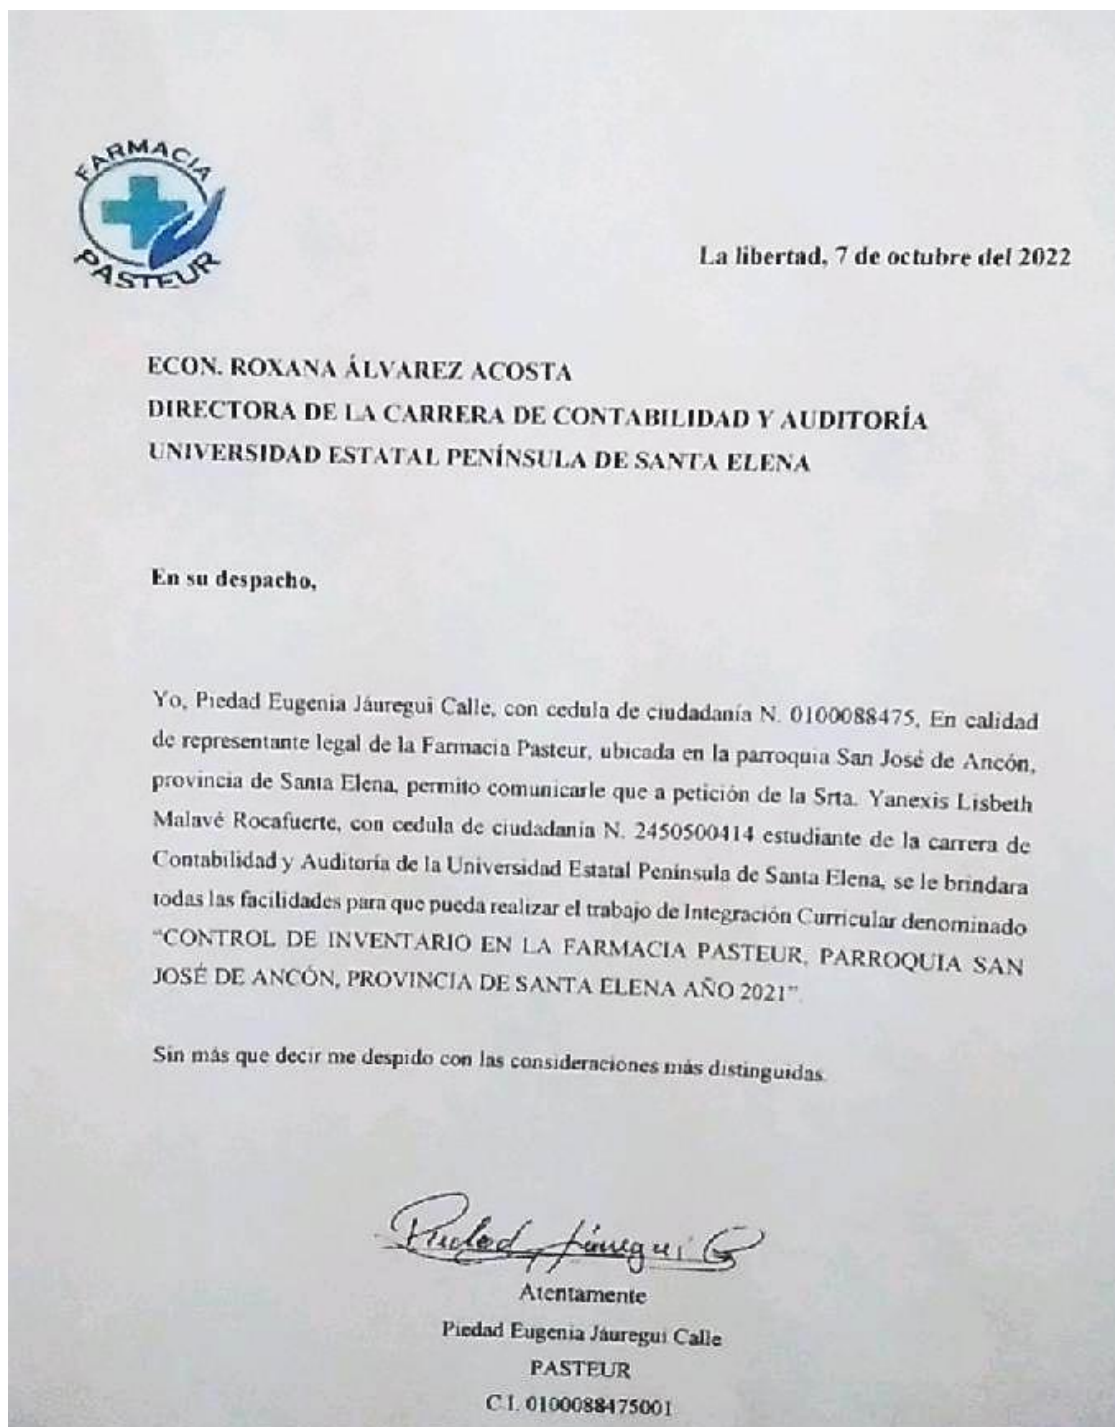 FARMACIA
PASTEUR
La libertad, 7 de octubre del 2022
ECON. ROXANA ÁLVAREZ ACOSTA
DIRECTORA DE LA CARRERA DE CONTABILIDAD Y AUDITORÍA
UNIVERSIDAD ESTATAL PENÍNSULA DE SANTA ELENA
En su despacho,
Yo, Piedad Eugenia Jáuregui Calle, con cedula de ciudadanía N. 0100088475, En calidad
de representante legal de la Farmacia Pasteur, ubicada en la parroquia San José de Ancón,
provincia de Santa Elena, permito comunicarle que a petición de la Srta. Yanexis Lisbeth
Malavé Rocafuerte, con cedula de ciudadanía N. 2450500414 estudiante de la carrera de
Contabilidad y Auditoría de la Universidad Estatal Península de Santa Elena, se le brindara
todas las facilidades para que pueda realizar el trabajo de Integración Curricular denominado
“CONTROL DE INVENTARIO EN LA FARMACIA PASTEUR, PARROQUIA SAN
JOSÉ DE ANCÓN, PROVINCIA DE SANTA ELENA AÑO 2021”.
Sin más que decir me despido con las consideraciones más distinguidas.
Piedad Jáuregui C
Atentamente
Piedad Eugenia Jáuregui Calle
PASTEUR
C.I. 0100088475001